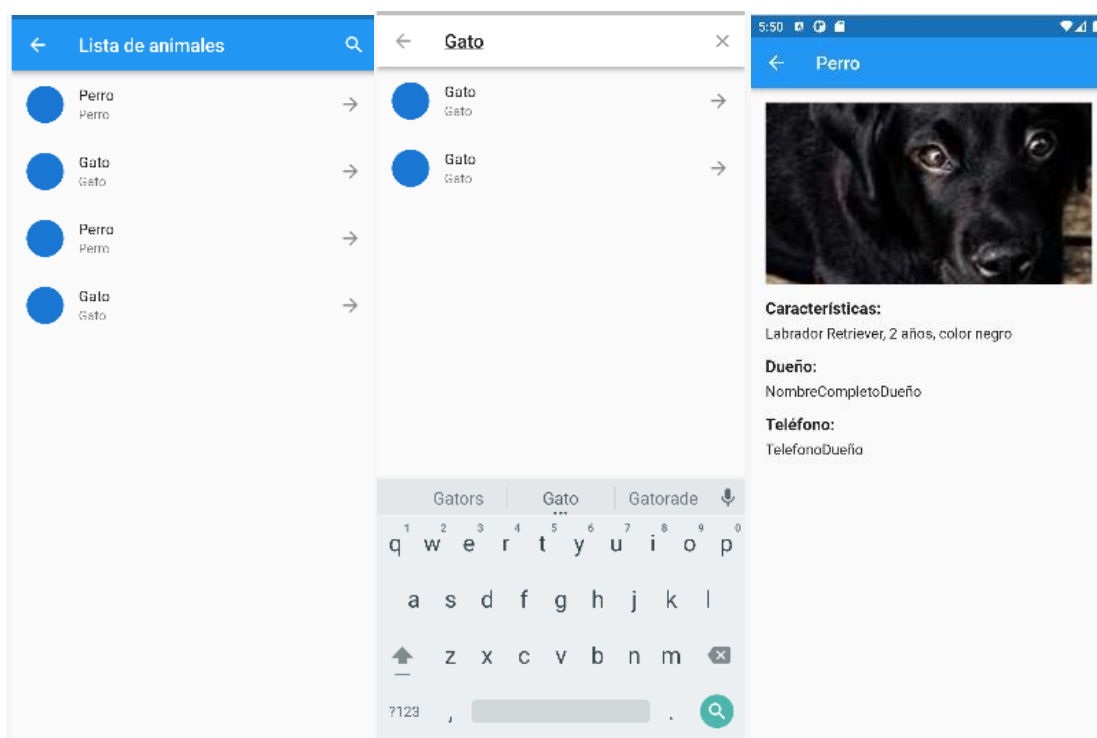 Lista de animales
Perro
Perro
Gato
Gato
Perro
Perro
Gato
Gato
Gato
Gato
Gato
Gato
Gato
Gators Gato Gatorade
1 2 3 4 5 6 7 8 9 0
q w e r t y u i o p
a s d f g h j k l
z x c v b n m
?123 , .
5:50
Perro
Características:
Labrador Retriever, 2 años, color negro
Dueño:
NombreCompletoDueño
Teléfono:
TelefonoDueño